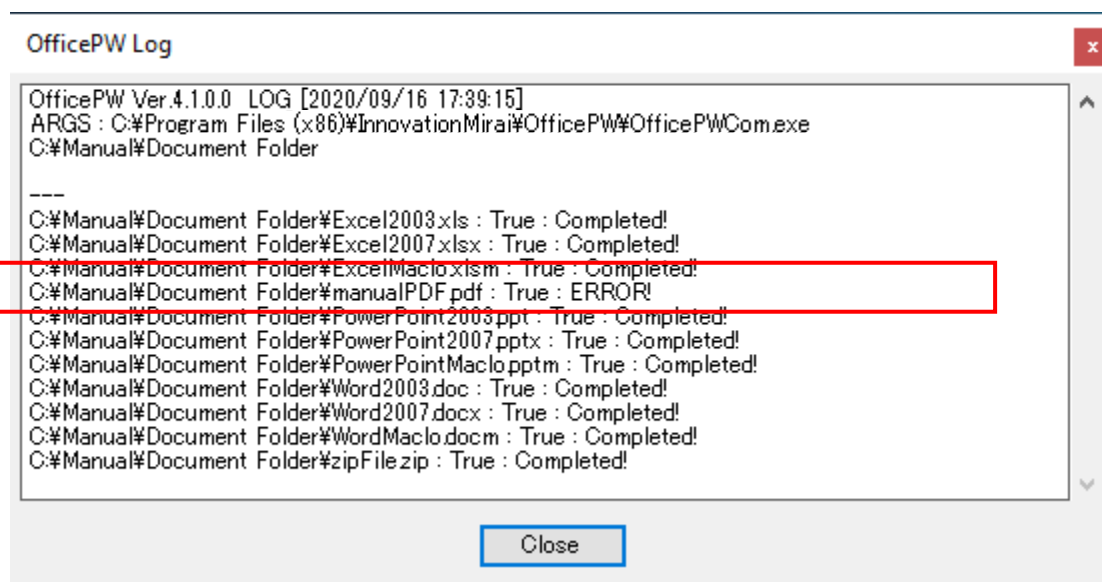 OfficePW Log
x
OfficePW Ver.4.1.0.0 LOG [2020/09/16 17:39:15]
ARGS : C:¥Program Files (x86)¥InnovationMirai¥OfficePW¥OfficePWCom.exe
C:¥Manual¥Document Folder
---
C:¥Manual¥Document Folder¥Excel2003.xls : True : Completed!
C:¥Manual¥Document Folder¥Excel2007.xlsx : True : Completed!
C:¥Manual¥Document Folder¥ExcelMaclo.xlsm : True : Completed!
C:¥Manual¥Document Folder¥manualPDF.pdf : True : ERROR!
C:¥Manual¥Document Folder¥PowerPoint2003.ppt : True : Completed!
C:¥Manual¥Document Folder¥PowerPoint2007.pptx : True : Completed!
C:¥Manual¥Document Folder¥PowerPointMaclo.pptm : True : Completed!
C:¥Manual¥Document Folder¥Word2003.doc : True : Completed!
C:¥Manual¥Document Folder¥Word2007.docx : True : Completed!
C:¥Manual¥Document Folder¥WordMaclo.docm : True : Completed!
C:¥Manual¥Document Folder¥zipFile.zip : True : Completed!
Close